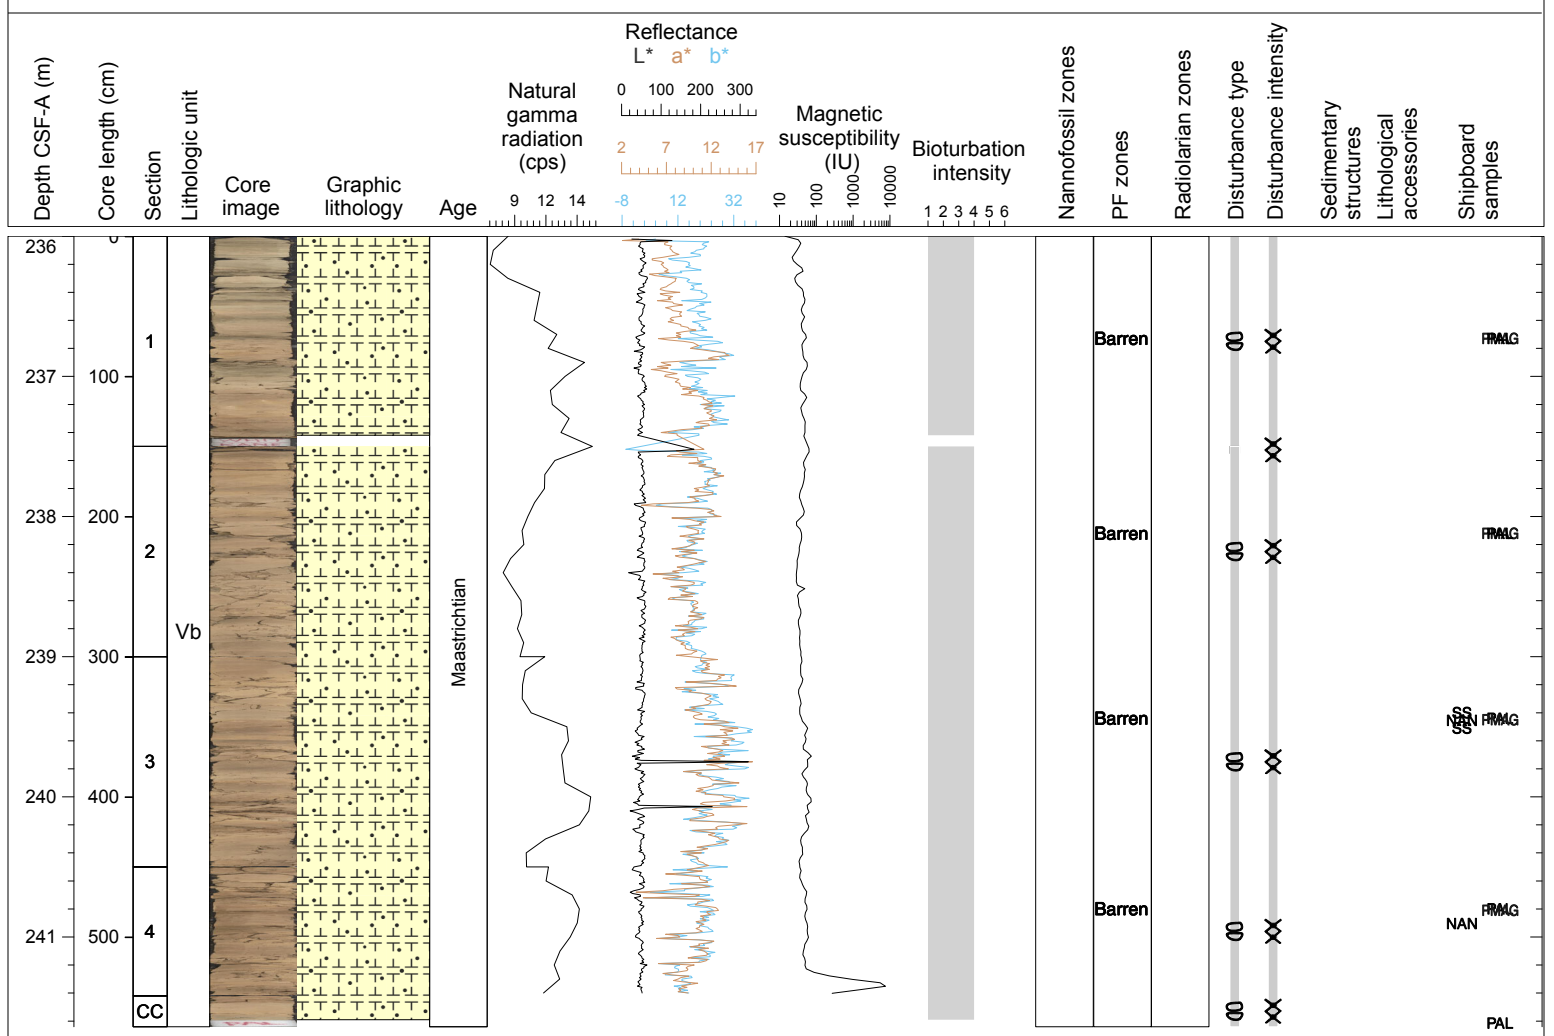 Depth CSF-A (m)
Core length (cm)
Section
Lithologic unit
Core
image
Graphic
lithology
Age
Natural
gamma
radiation
(cps)
9 12 14
Reflectance
L* a* b*
0 100 200 300
2 7 12 17
-8 12 32
Magnetic
susceptibility
(IU)
10 100 1000 10000
Bioturbation
intensity
1 2 3 4 5 6
Nannofossil zones
PF zones
Radiolarian zones
Disturbance type
Disturbance intensity
Sedimentary
structures
Lithological
accessories
Shipboard
samples
236 0
1 Barren
237 100
238 200 Barren
2
Vb
Maastrichtian
239 300
SS
Barren NAN
SS
3
240 400
Barren
NAN
241 500 4
CC
PAL